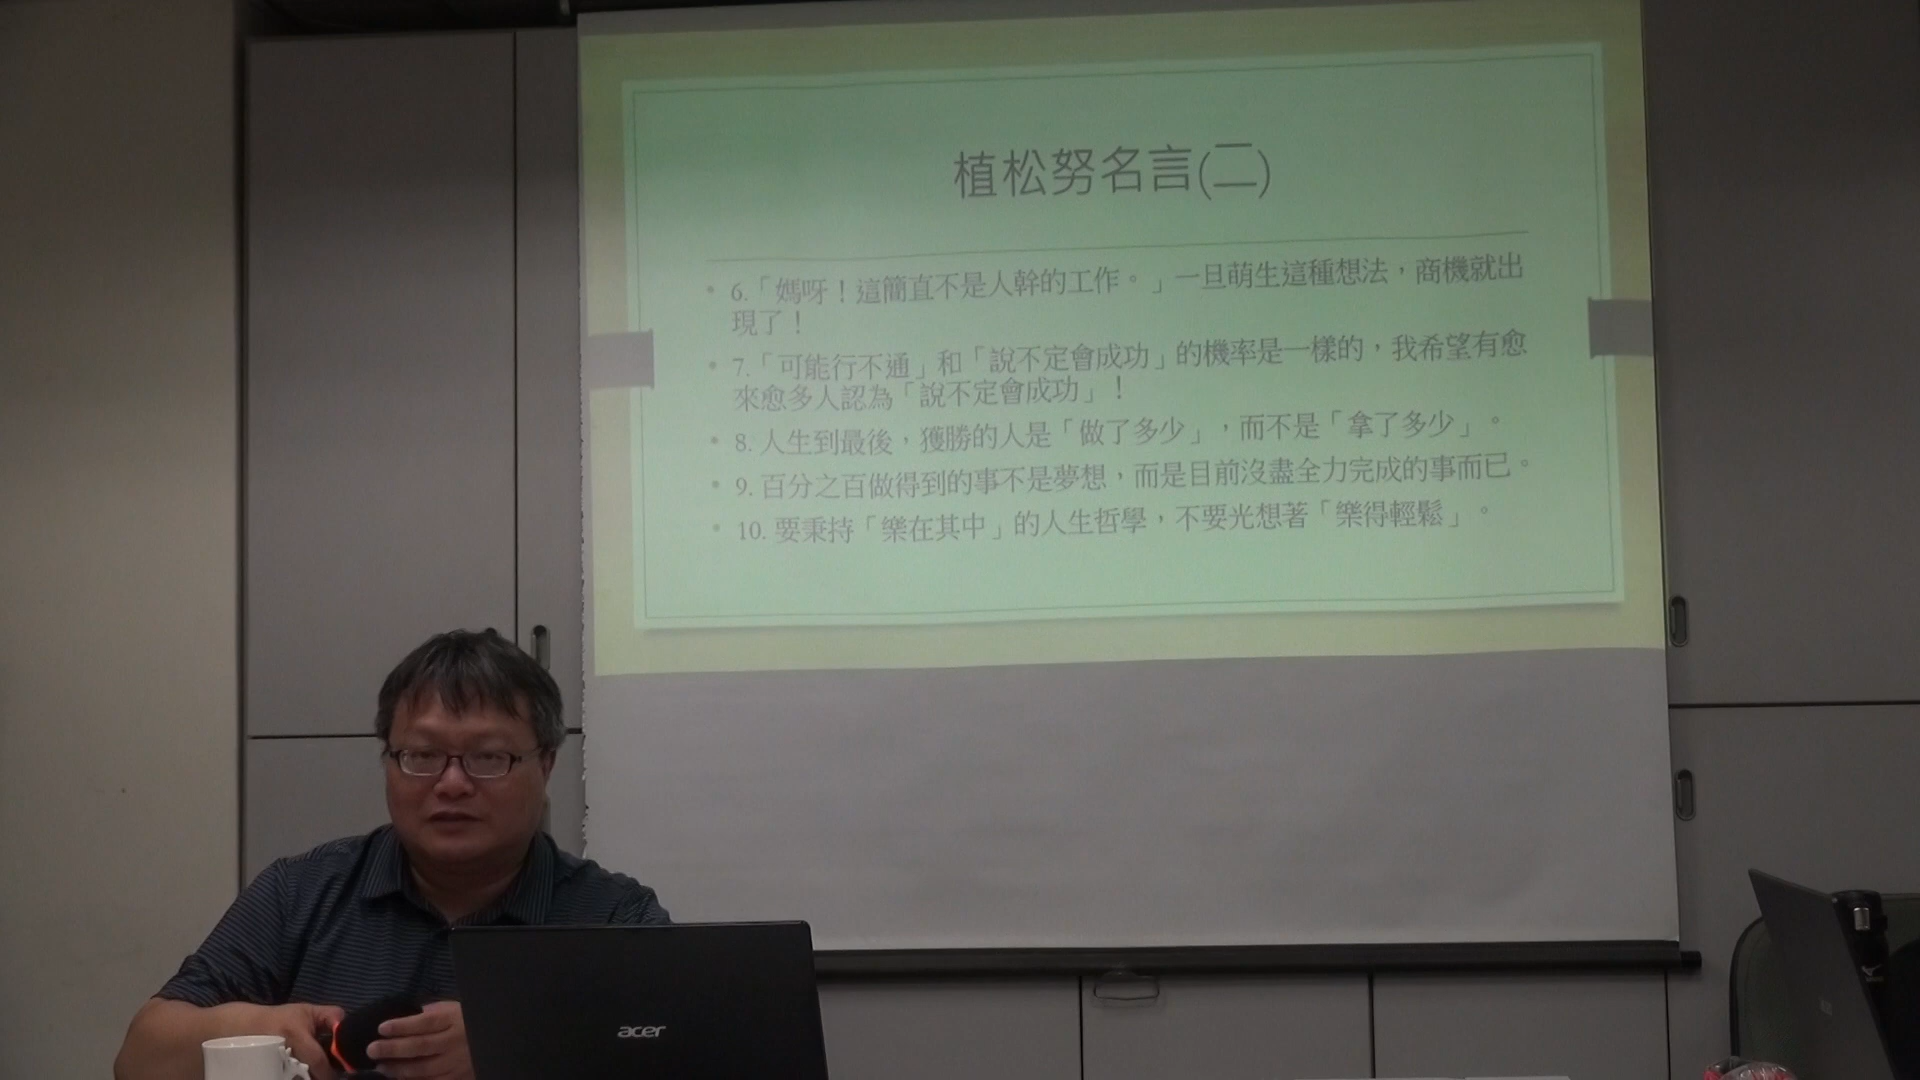 植松努名言(二)
• 6.「媽呀！這簡直不是人幹的工作。」一旦萌生這種想法，商機就出
現了！
• 7.「可能行不通」和「說不定會成功」的機率是一樣的，我希望有愈
來愈多人認為「說不定會成功」！
• 8. 人生到最後，獲勝的人是「做了多少」，而不是「拿了多少」。
• 9. 百分之百做得到的事不是夢想，而是目前沒盡全力完成的事而已。
• 10. 要秉持「樂在其中」的人生哲學，不要光想著「樂得輕鬆」。
acer